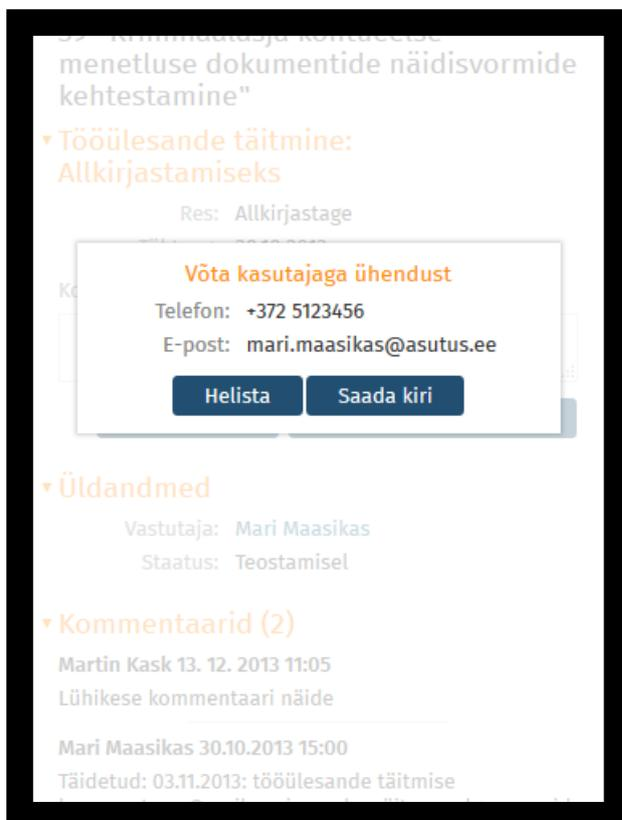 menetluse dokumentide näidisvormide
kehtestamine"
Tööülesande täitmine:
Allkirjastamiseks
Res: Allkirjastage
Võta kasutajaga ühendust
Telefon: +372 5123456
E-post: mari.maasikas@asutus.ee
Helista Saada kiri
Üldandmed
Vastutaja: Mari Maasikas
Staatus: Teostamisel
Kommentaarid (2)
Martin Kask 13. 12. 2013 11:05
Lühikese kommentaari näide
Mari Maasikas 30.10.2013 15:00
Täidetud: 03.11.2013: tööülesande täitmise